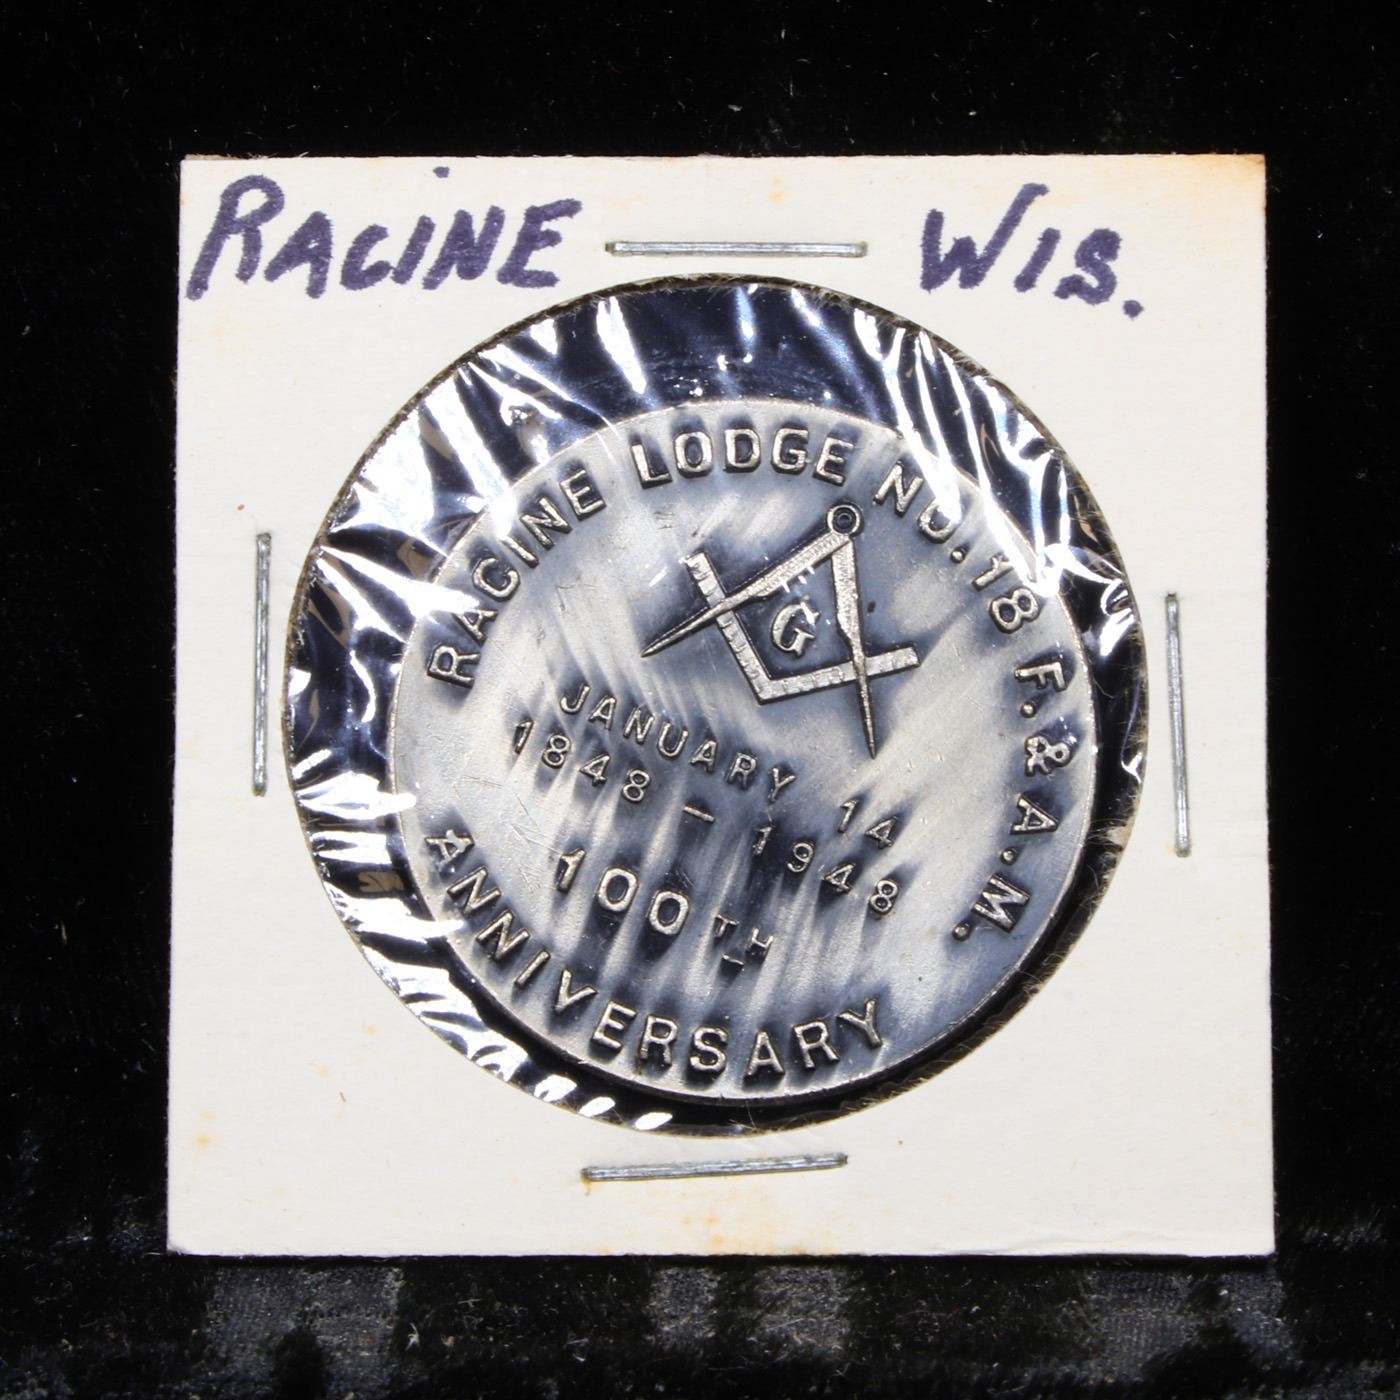 RACINE WIS.
RACINE LODGE NO. 18 F. & A. M.
G
JANUARY 14
1848 – 1948
100TH
ANNIVERSARY